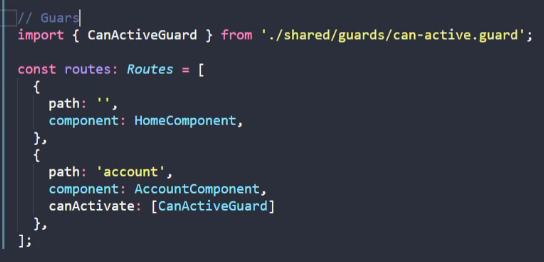 // Guars
import { CanActiveGuard } from './shared/guards/can-active.guard';
const routes: Routes = [
{
path: '',
component: HomeComponent,
},
{
path: 'account',
component: AccountComponent,
canActivate: [CanActiveGuard]
},
];